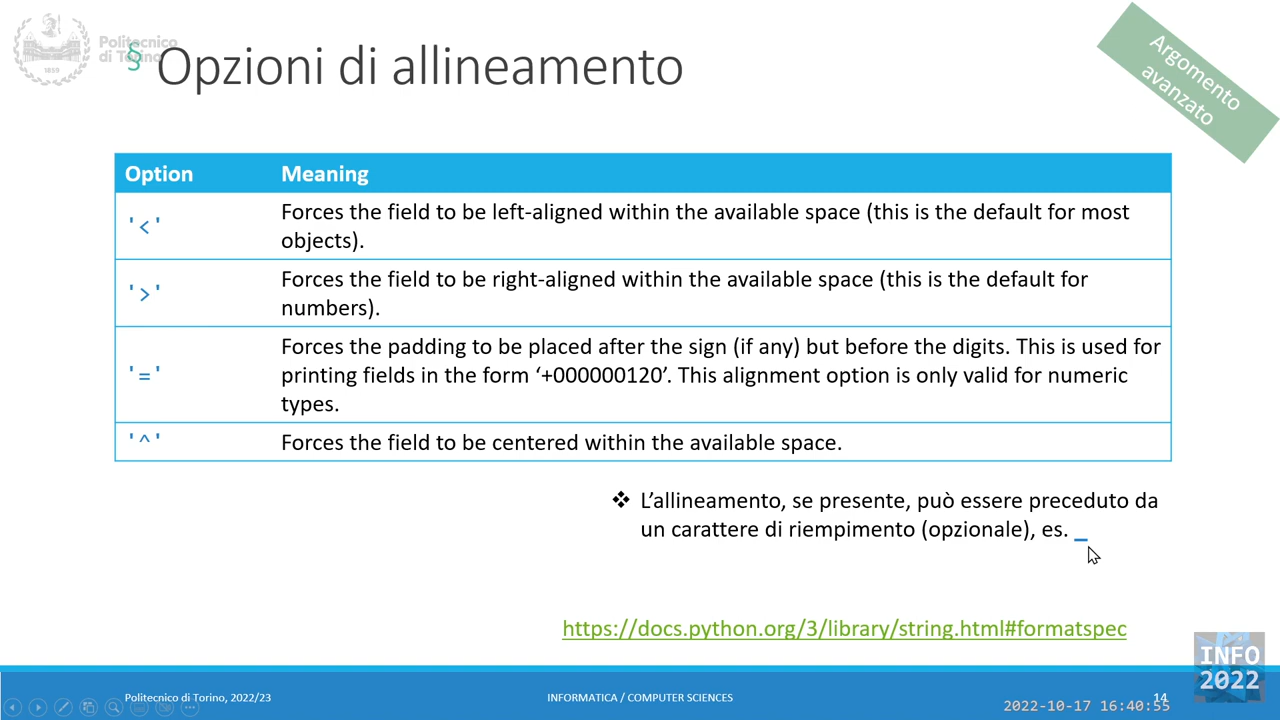 Politecnico
di Torino
1859
§ Opzioni di allineamento
Argomento
avanzato
Option Meaning
'<' Forces the field to be left-aligned within the available space (this is the default for most
objects).
'>' Forces the field to be right-aligned within the available space (this is the default for
numbers).
'=' Forces the padding to be placed after the sign (if any) but before the digits. This is used for
printing fields in the form ‘+000000120’. This alignment option is only valid for numeric
types.
'^' Forces the field to be centered within the available space.
❖ L’allineamento, se presente, può essere preceduto da
un carattere di riempimento (opzionale), es. _
https://docs.python.org/3/library/string.html#formatspec
INFO
2022
Politecnico di Torino, 2022/23 INFORMATICA / COMPUTER SCIENCES 14
2022-10-17 16:40:55